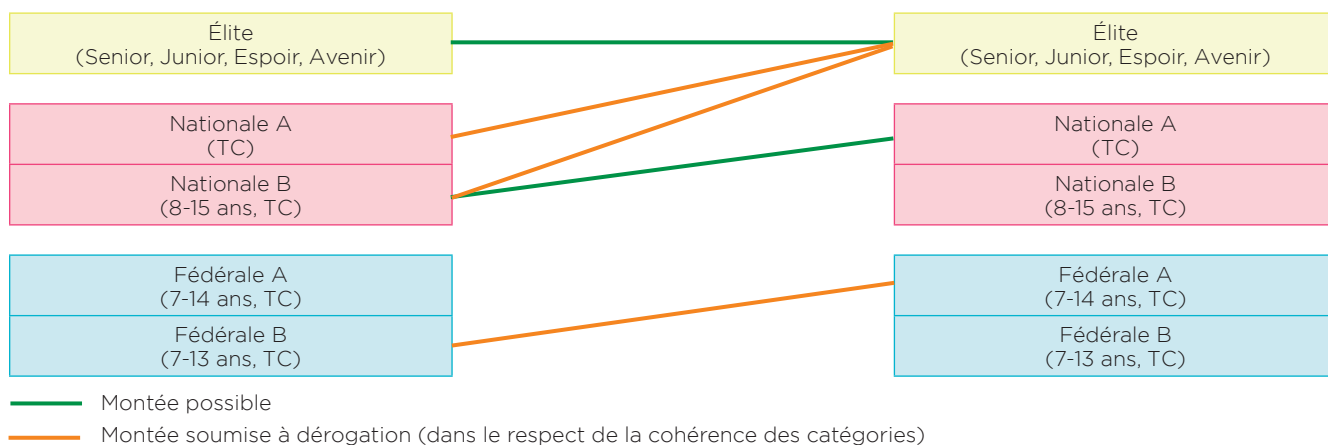 Élite
(Senior, Junior, Espoir, Avenir)
Nationale A
(TC)
Nationale B
(8-15 ans, TC)
Fédérale A
(7-14 ans, TC)
Fédérale B
(7-13 ans, TC)
Élite
(Senior, Junior, Espoir, Avenir)
Nationale A
(TC)
Nationale B
(8-15 ans, TC)
Fédérale A
(7-14 ans, TC)
Fédérale B
(7-13 ans, TC)
Montée possible
Montée soumise à dérogation (dans le respect de la cohérence des catégories)